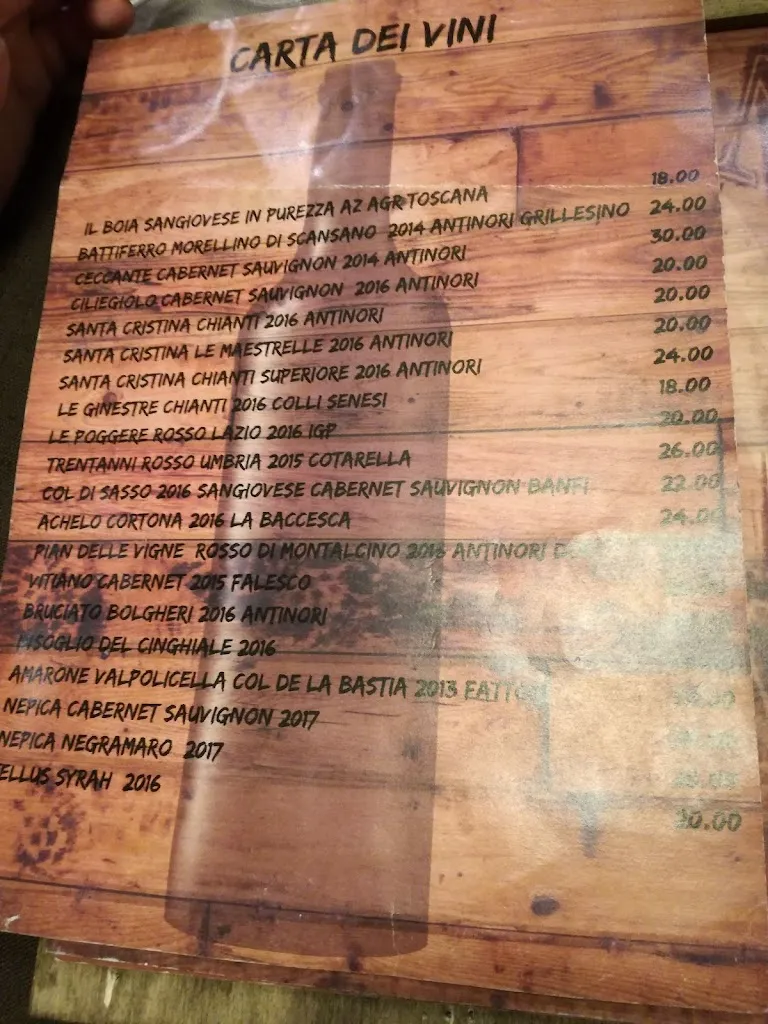 CARTA DEI VINI
IL BOIA SANGIOVESE IN PUREZZA AZ AGR TOSCANA 18.00
BATTIFERRO MORELLINO DI SCANSANO 2014 ANTINORI GRILLESINO 24.00
CECCANTE CABERNET SAUVIGNON 2014 ANTINORI 30.00
CILIEGIOLO CABERNET SAUVIGNON 2016 ANTINORI 20.00
SANTA CRISTINA CHIANTI 2016 ANTINORI 20.00
SANTA CRISTINA LE MAESTRELLE 2016 ANTINORI 20.00
SANTA CRISTINA CHIANTI SUPERIORE 2016 ANTINORI 24.00
LE GINESTRE CHIANTI 2016 COLLI SENESI 18.00
LE POGGERE ROSSO LAZIO 2016 IGP 20.00
TRENTANNI ROSSO UMBRIA 2015 COTARELLA 26.00
COL DI SASSO 2016 SANGIOVESE CABERNET SAUVIGNON BANFI 22.00
ACHELO CORTONA 2016 LA BACCESCA 24.00
PIAN DELLE VIGNE ROSSO DI MONTALCINO 2016 ANTINORI
VITIANO CABERNET 2015 FALESCO
BRUCIATO BOLGHERI 2016 ANTINORI
INSOGLIO DEL CINGHIALE 2016
AMARONE VALPOLICELLA COL DE LA BASTIA 2013
NEPICA CABERNET SAUVIGNON 2017
NEPICA NEGRAMARO 2017
ELLUS SYRAH 2016 20.00